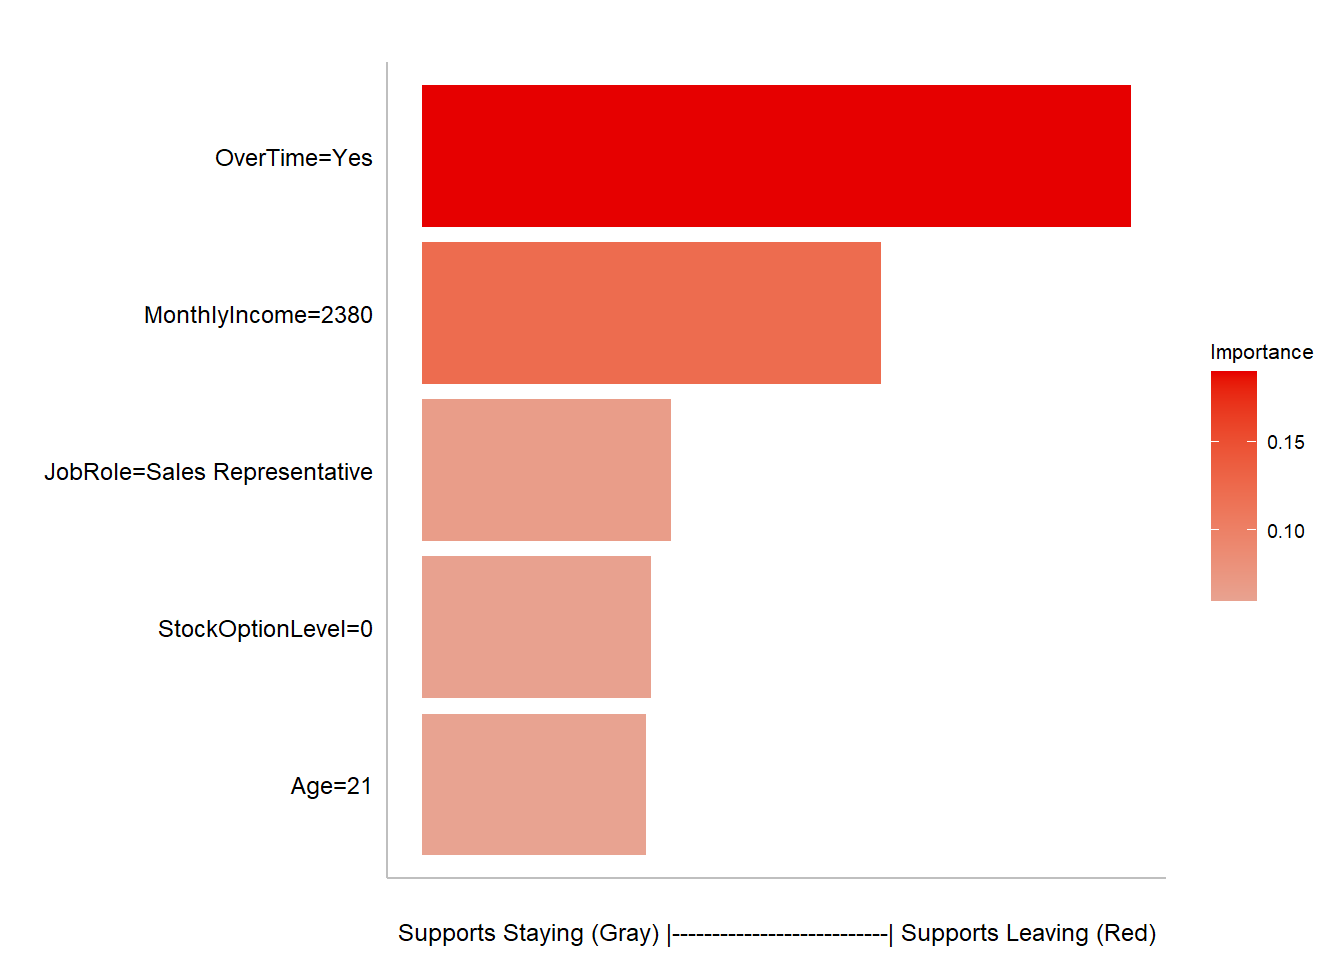 OverTime=Yes
MonthlyIncome=2380
JobRole=Sales Representative
StockOptionLevel=0
Age=21
Importance
0.15
0.10
Supports Staying (Gray) |---------------------------| Supports Leaving (Red)